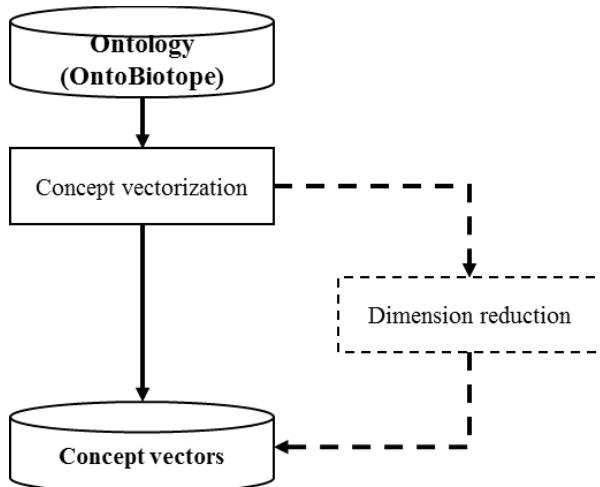 Ontology
(OntoBiotope)
Concept vectorization
Dimension reduction
Concept vectors